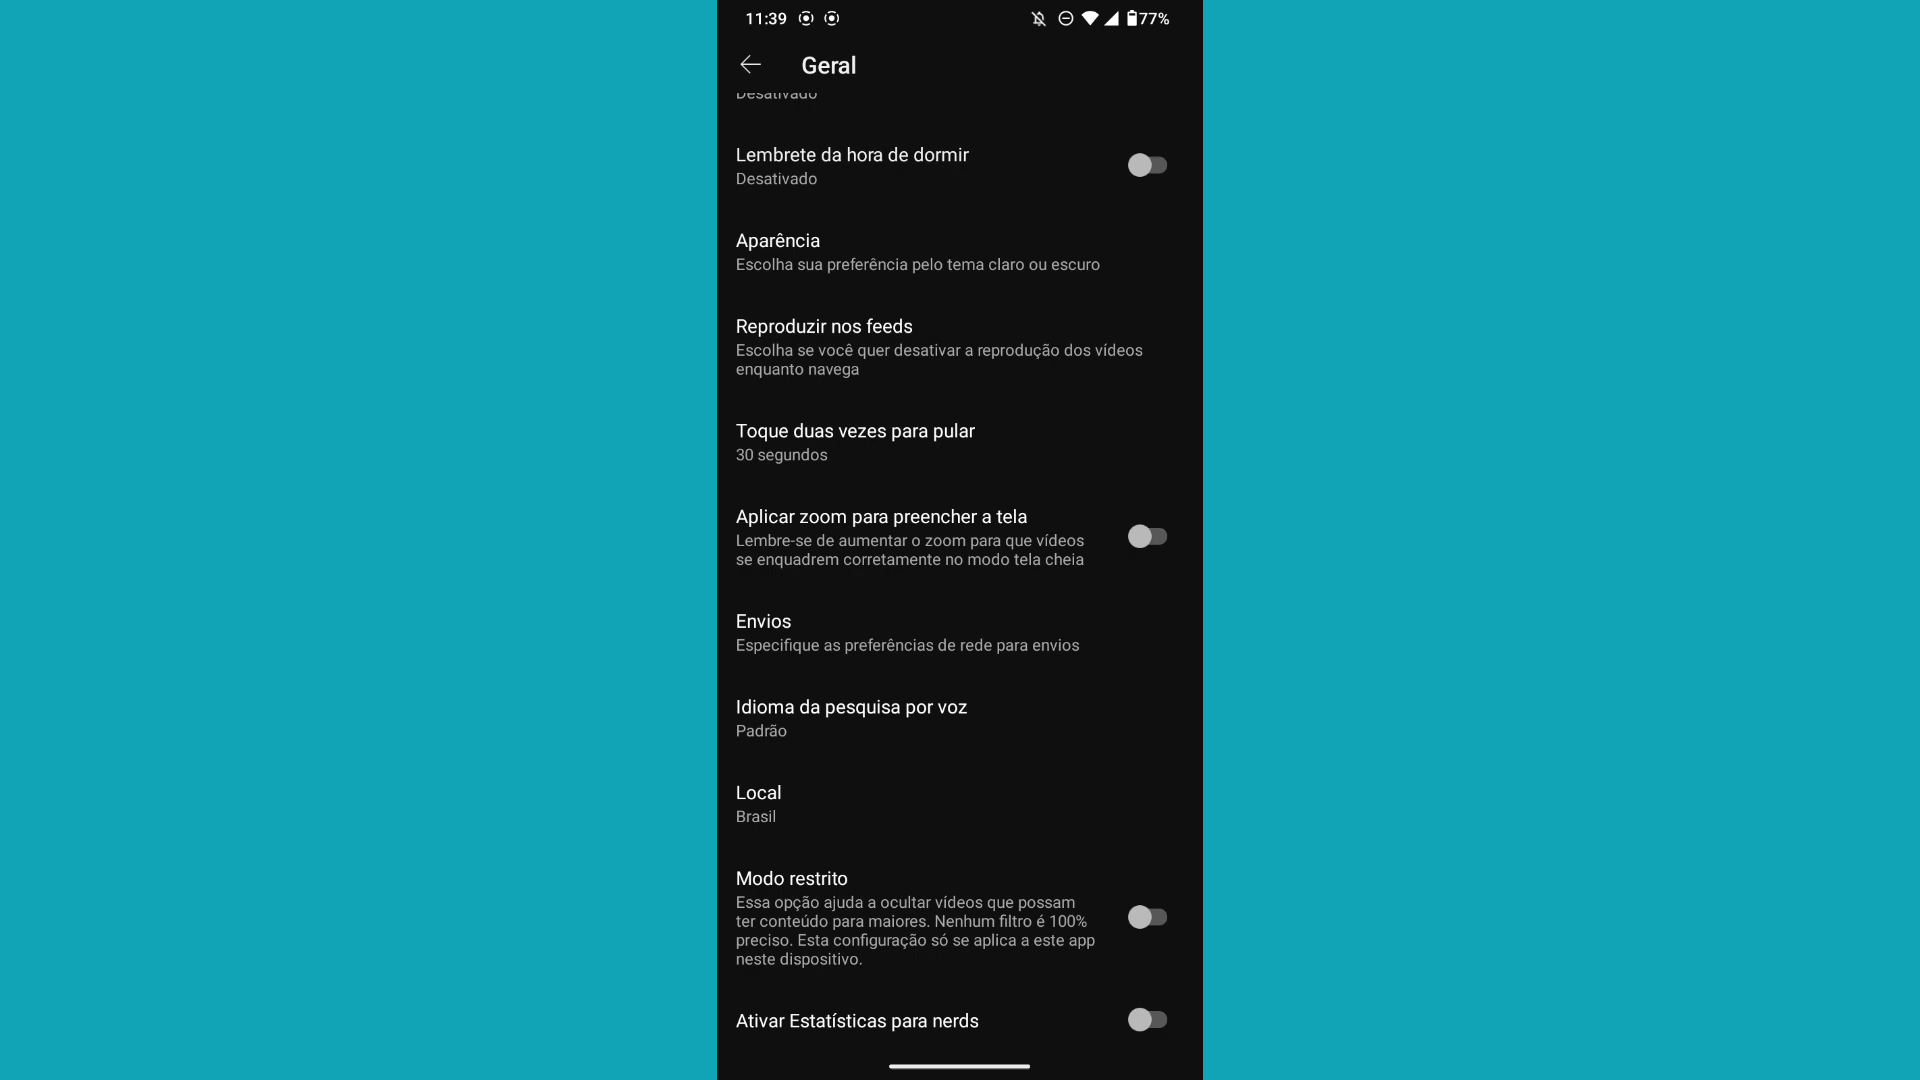 11:39
77%
Geral
Desativado
Lembrete da hora de dormir
Desativado
Aparência
Escolha sua preferência pelo tema claro ou escuro
Reproduzir nos feeds
Escolha se você quer desativar a reprodução dos vídeos
enquanto navega
Toque duas vezes para pular
30 segundos
Aplicar zoom para preencher a tela
Lembre-se de aumentar o zoom para que vídeos
se enquadrem corretamente no modo tela cheia
Envios
Especifique as preferências de rede para envios
Idioma da pesquisa por voz
Padrão
Local
Brasil
Modo restrito
Essa opção ajuda a ocultar vídeos que possam
ter conteúdo para maiores. Nenhum filtro é 100%
preciso. Esta configuração só se aplica a este app
neste dispositivo.
Ativar Estatísticas para nerds